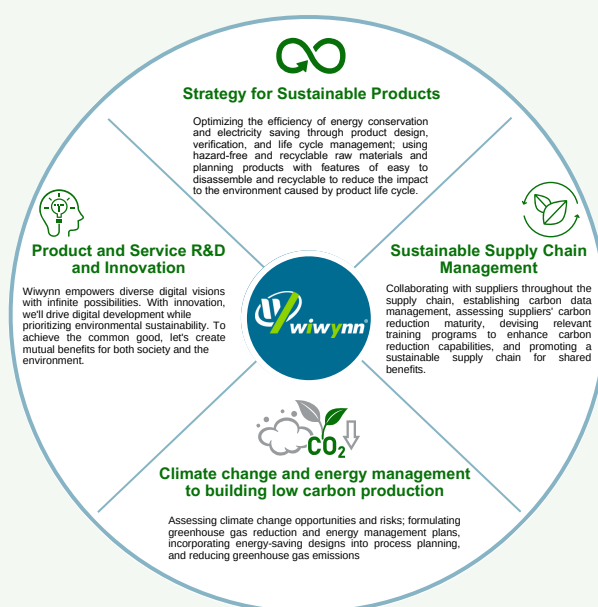 Strategy for Sustainable Products
Optimizing the efficiency of energy conservation
and electricity saving through product design,
verification, and life cycle management; using
hazard-free and recyclable raw materials and
planning products with features of easy to
disassemble and recyclable to reduce the impact
to the environment caused by product life cycle.
Product and Service R&D
and Innovation
Wiwynn empowers diverse digital visions
with infinite possibilities. With innovation,
we'll drive digital development while
prioritizing environmental sustainability. To
achieve the common good, let's create
mutual benefits for both society and the
environment.
wiwynn®
Sustainable Supply Chain
Management
Collaborating with suppliers throughout the
supply chain, establishing carbon data
management, assessing suppliers' carbon
reduction maturity, devising relevant
training programs to enhance carbon
reduction capabilities, and promoting a
sustainable supply chain for shared
benefits.
CO₂
Climate change and energy management
to building low carbon production
Assessing climate change opportunities and risks; formulating
greenhouse gas reduction and energy management plans,
incorporating energy-saving designs into process planning,
and reducing greenhouse gas emissions